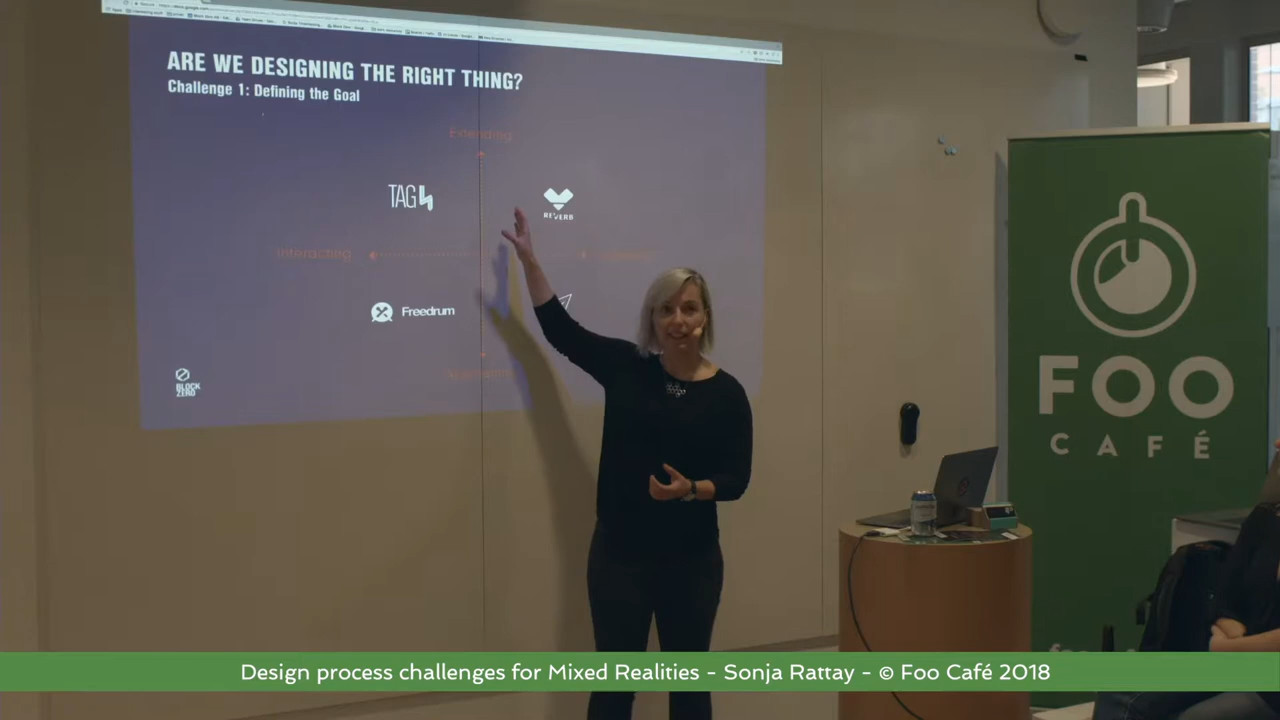 ARE WE DESIGNING THE RIGHT THING?
Challenge 1: Defining the Goal
Extending
TAG
REVERB
Interacting
Freedrum
BLOCK
ZERO
FOO
CAFÉ
Design process challenges for Mixed Realities - Sonja Rattay - © Foo Café 2018